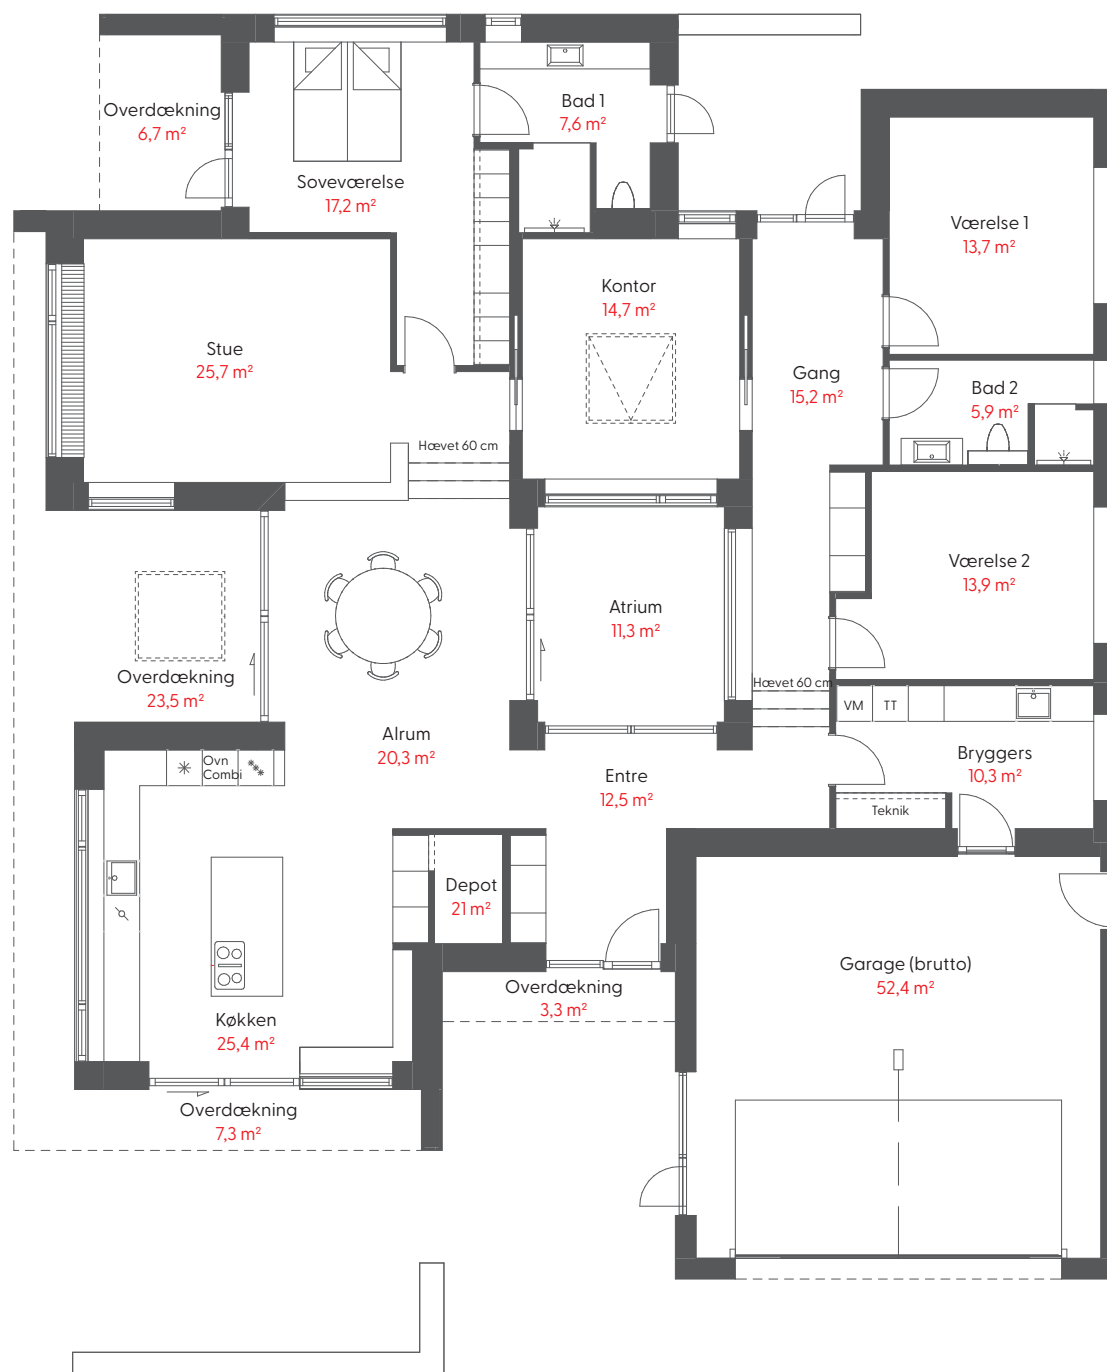 Overdækning
6,7 m²
Bad 1
7,6 m²
Soveværelse
17,2 m²
Værelse 1
13,7 m²
Kontor
14,7 m²
Stue
25,7 m²
Gang
15,2 m²
Bad 2
5,9 m²
Hævet 60 cm
Værelse 2
13,9 m²
Atrium
11,3 m²
Overdækning
23,5 m²
Hævet 60 cm
VM
TT
Alrum
20,3 m²
Ovn
Combi
Entre
12,5 m²
Bryggers
10,3 m²
Teknik
Depot
21 m²
Garage (brutto)
52,4 m²
Overdækning
3,3 m²
Køkken
25,4 m²
Overdækning
7,3 m²